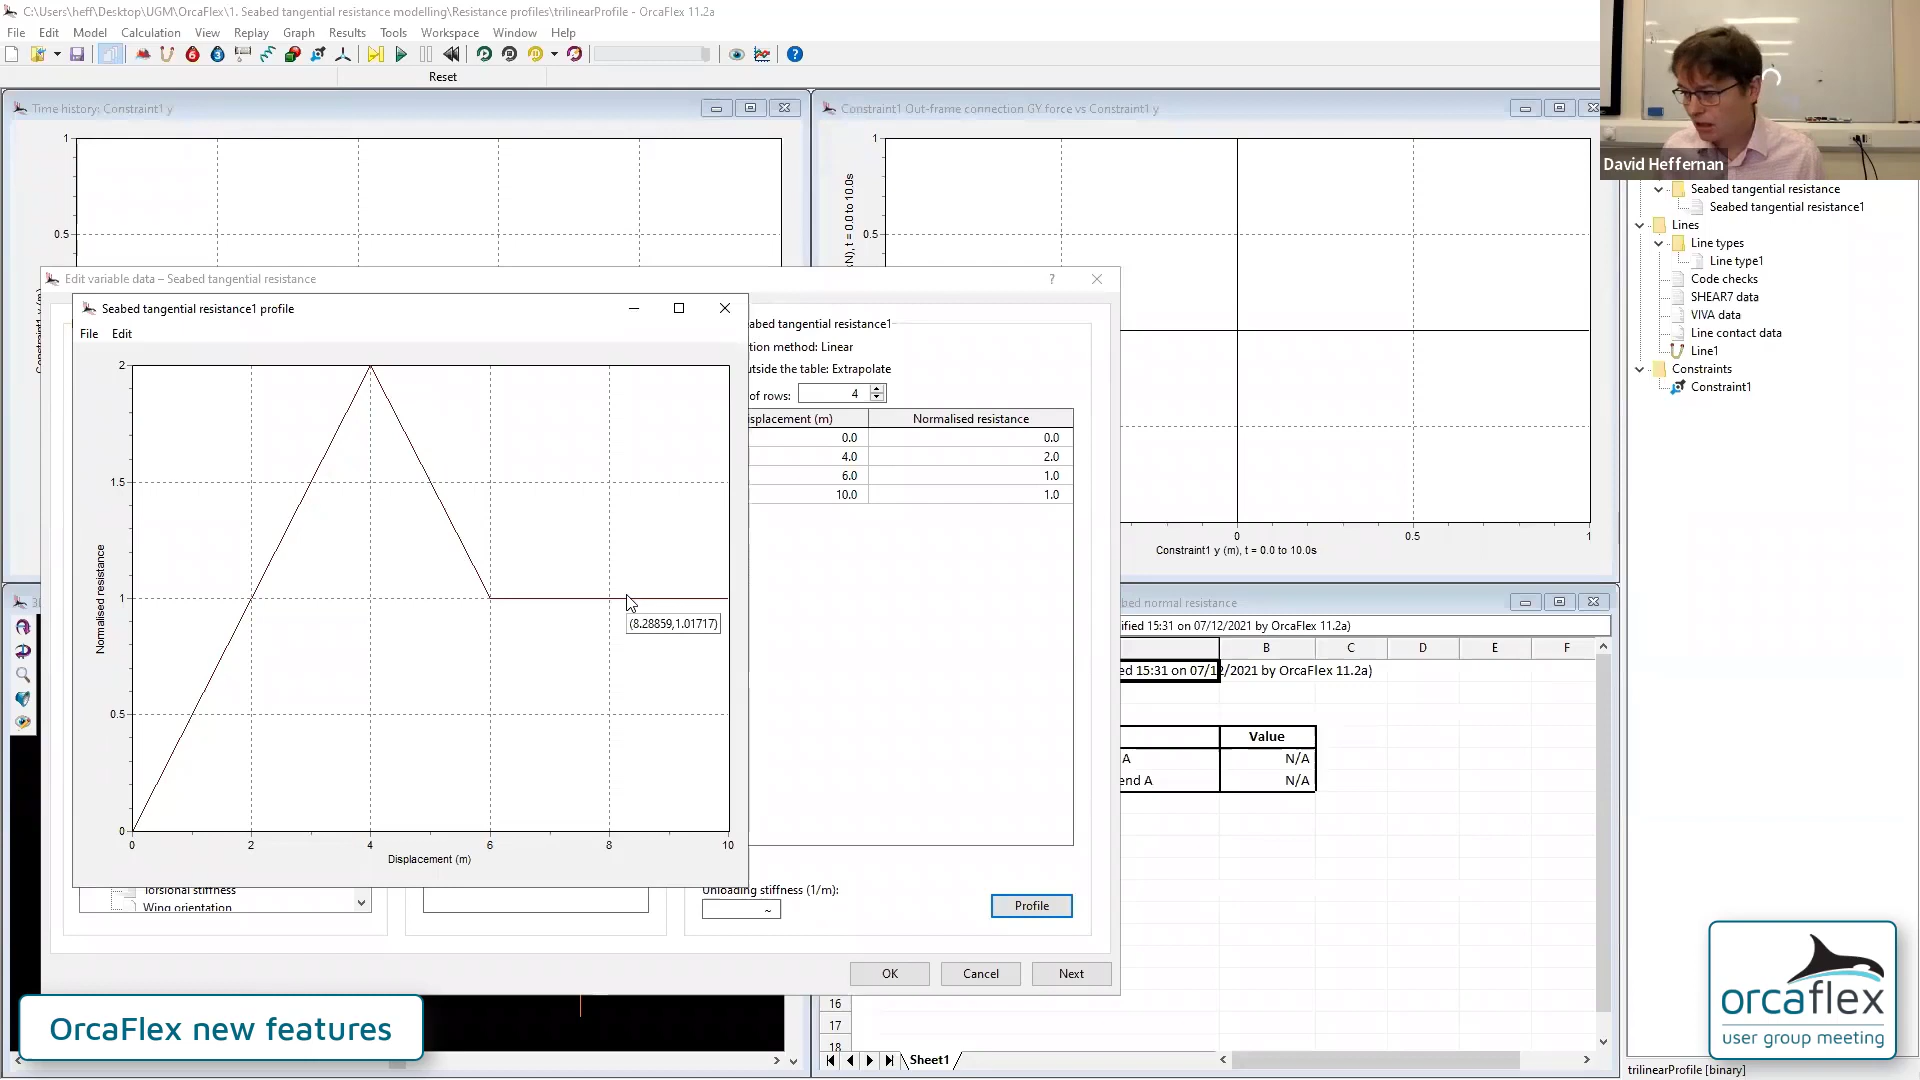 C:\Users\heff\Desktop\UGM\OrcaFlex\1. Seabed tangential resistance modelling\Resistance profiles\trilinearProfile - OrcaFlex 11.2a
File Edit Model Calculation View Replay Graph Results Tools Workspace Window Help
Reset
David Heffernan
Time history: Constraint1 y
1
0.5
Constraint1 Out-frame connection GY force vs Constraint1 y
1
0.5
(kN), t = 0.0 to 10.0s
0
0.5
1
Constraint1 y (m), t = 0.0 to 10.0s
Edit variable data – Seabed tangential resistance
?
Seabed tangential resistance1 profile
File Edit
2
1.5
1
0.5
0
Normalised resistance
0 2 4 6 8 10
Displacement (m)
(8.28859,1.01717)
abed tangential resistance1
tion method: Linear
utside the table: Extrapolate
of rows: 4
isplacement (m) Normalised resistance
0.0 0.0
4.0 2.0
6.0 1.0
10.0 1.0
Torsional stiffness
Wing orientation
Unloading stiffness (1/m):
~
Profile
OK Cancel Next
bed normal resistance
ified 15:31 on 07/12/2021 by OrcaFlex 11.2a)
B C D E F
ed 15:31 on 07/12/2021 by OrcaFlex 11.2a)
Value
A N/A
end A N/A
16
17
18
Sheet1
Seabed tangential resistance
Seabed tangential resistance1
Lines
Line types
Line type1
Code checks
SHEAR7 data
VIVA data
Line contact data
Line1
Constraints
Constraint1
OrcaFlex new features
orcaflex
user group meeting
trilinearProfile [binary]